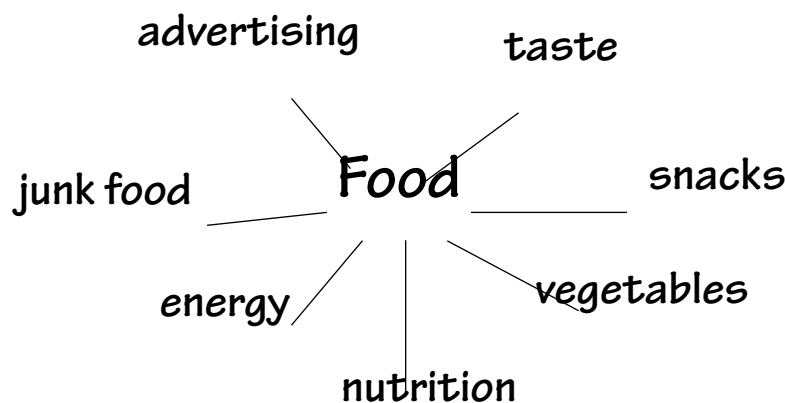 advertising
taste
Food
junk food
snacks
energy
vegetables
nutrition